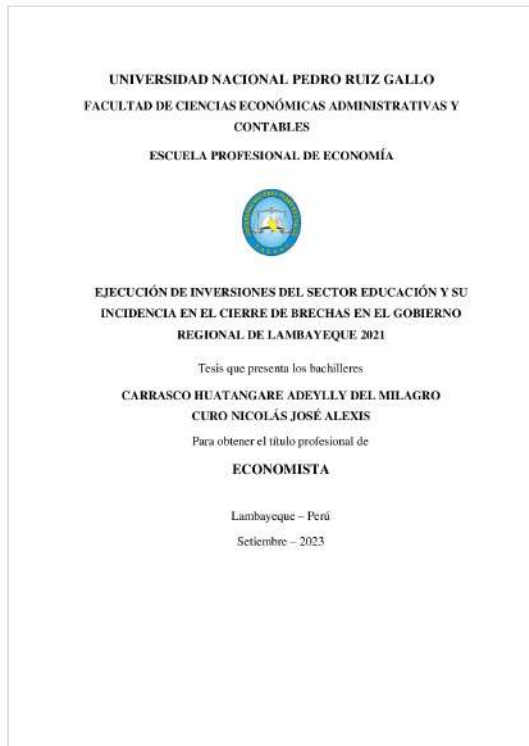 UNIVERSIDAD NACIONAL PEDRO RUIZ GALLO
FACULTAD DE CIENCIAS ECONÓMICAS ADMINISTRATIVAS Y
CONTABLES
ESCUELA PROFESIONAL DE ECONOMÍA
EJECUCIÓN DE INVERSIONES DEL SECTOR EDUCACIÓN Y SU
INCIDENCIA EN EL CIERRE DE BRECHAS EN EL GOBIERNO
REGIONAL DE LAMBAYEQUE 2021
Tesis que presenta los bachilleres
CARRASCO HUATANGARE ADEYLLY DEL MILAGRO
CURO NICOLÁS JOSÉ ALEXIS
Para obtener el título profesional de
ECONOMISTA
Lambayeque – Perú
Setiembre – 2023